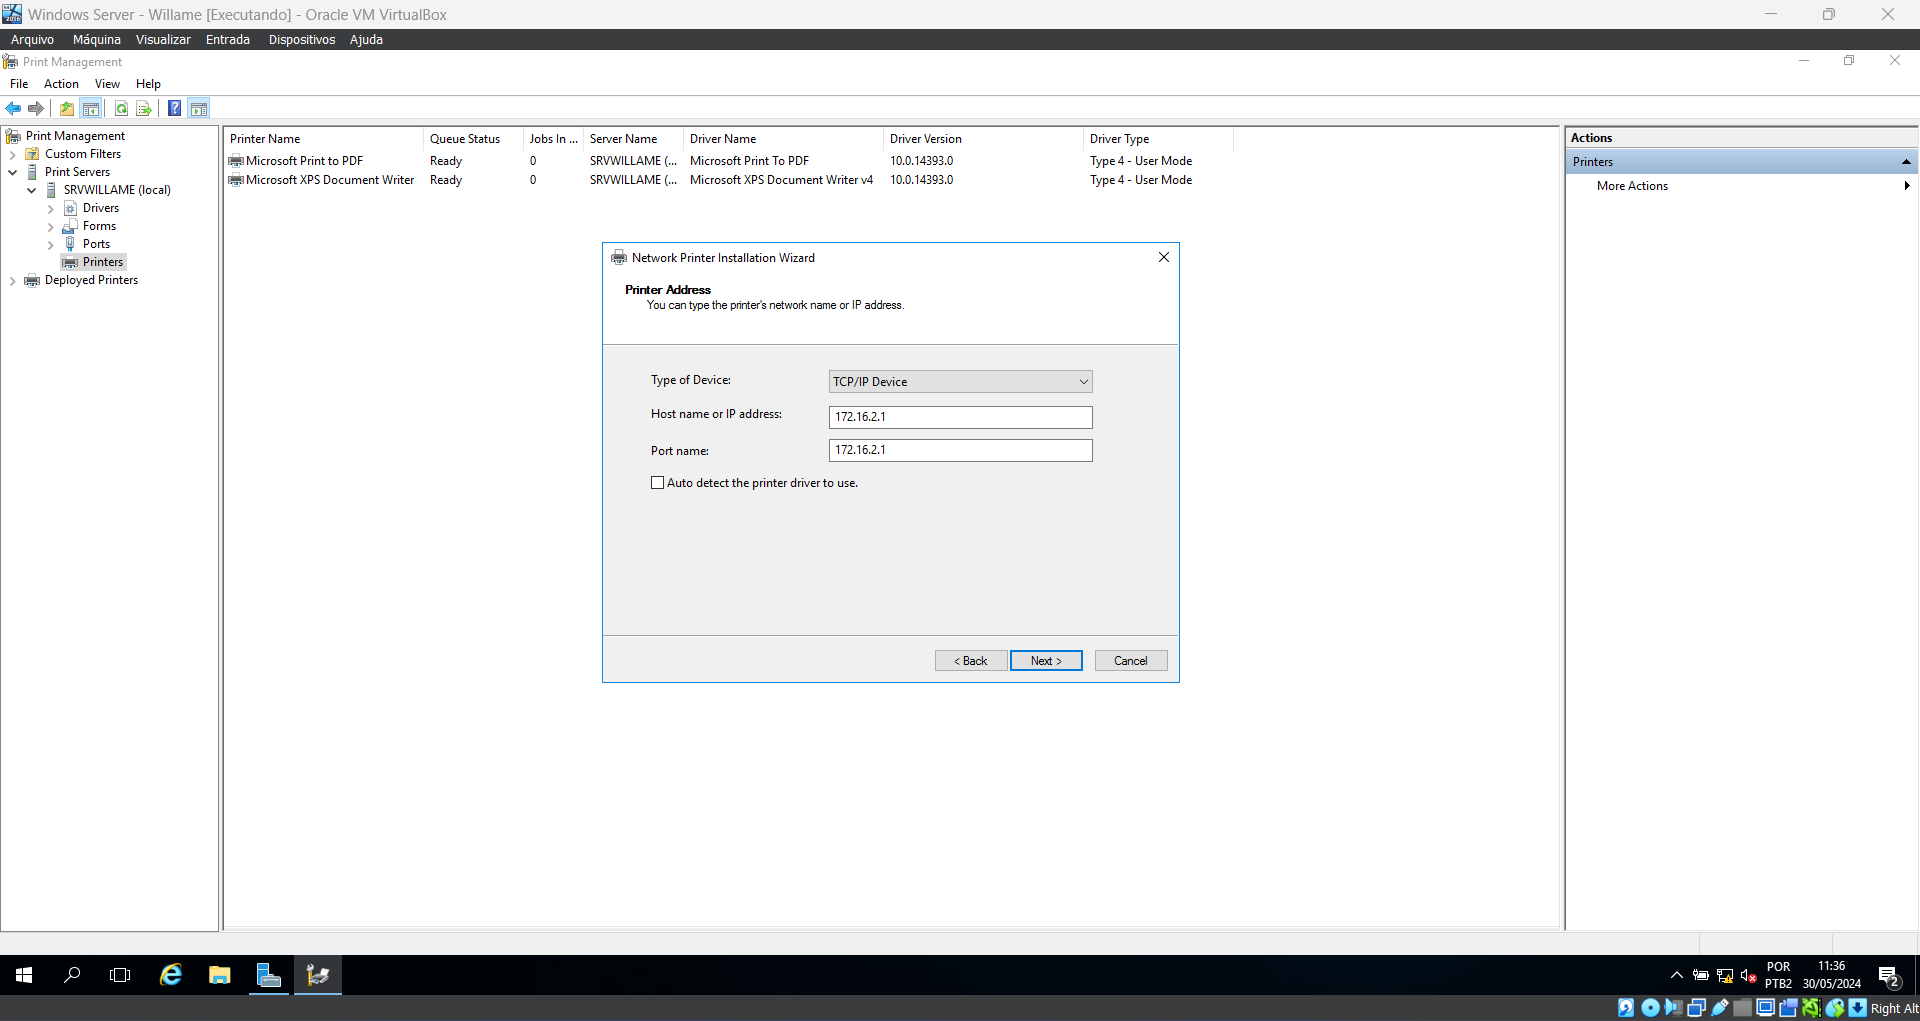 Windows Server - Willame [Executando] - Oracle VM VirtualBox
Arquivo Máquina Visualizar Entrada Dispositivos Ajuda
Print Management
File Action View Help
Print Management
Custom Filters
Print Servers
SRVWILLAME (local)
Drivers
Forms
Ports
Printers
Deployed Printers
Printer Name Queue Status Jobs In ... Server Name Driver Name Driver Version Driver Type
Microsoft Print to PDF Ready 0 SRVWILLAME (... Microsoft Print To PDF 10.0.14393.0 Type 4 - User Mode
Microsoft XPS Document Writer Ready 0 SRVWILLAME (... Microsoft XPS Document Writer v4 10.0.14393.0 Type 4 - User Mode
Actions
Printers
More Actions
Network Printer Installation Wizard
Printer Address
You can type the printer's network name or IP address.
Type of Device: TCP/IP Device
Host name or IP address: 172.16.2.1
Port name: 172.16.2.1
Auto detect the printer driver to use.
< Back Next > Cancel
POR 11:36
PTB2 30/05/2024 2
Right Alt